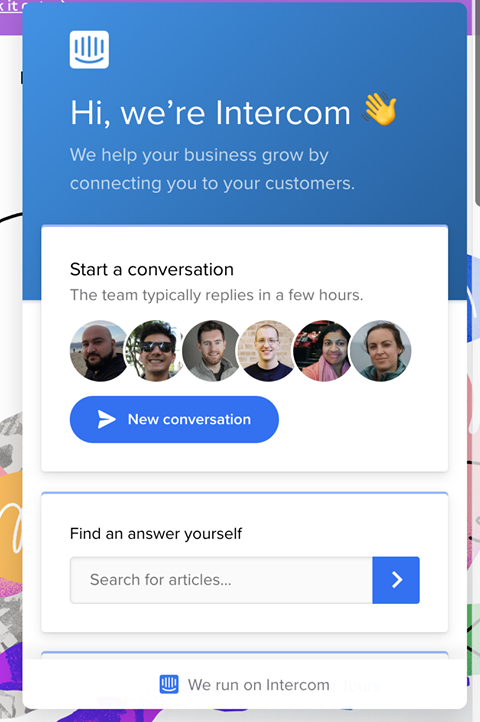 Hi, we're Intercom 👋
We help your business grow by
connecting you to your customers.
Start a conversation
The team typically replies in a few hours.
New conversation
Find an answer yourself
Search for articles...
We run on Intercom